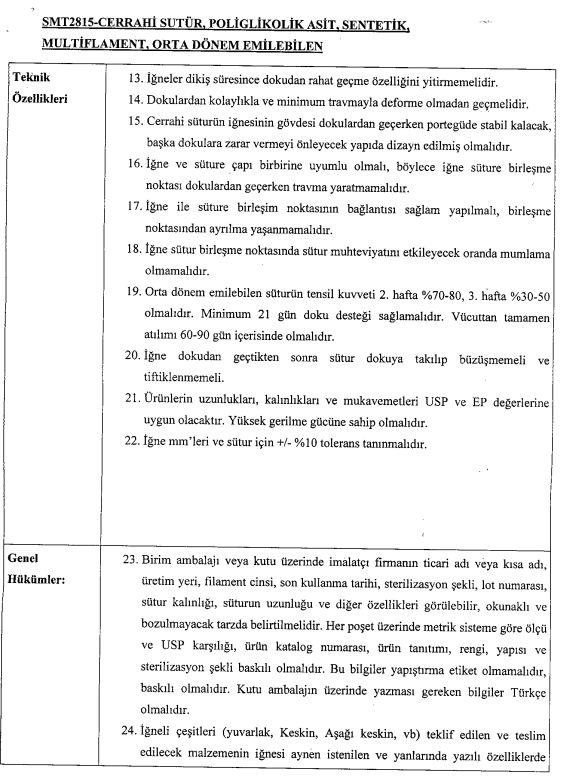 SMT2815-CERRAHİ SUTÜR, POLİGLİKOLİK ASİT, SENTETİK,
MULTİFLAMENT, ORTA DÖNEM EMİLEBİLEN
Teknik
Özellikleri
13. İğneler dikiş süresince dokudan rahat geçme özelliğini yitirmemelidir.
14. Dokulardan kolaylıkla ve minimum travmayla deforme olmadan geçmelidir.
15. Cerrahi süturün iğnesinin gövdesi dokulardan geçerken portegüde stabil kalacak,
başka dokulara zarar vermeyi önleyecek yapıda dizayn edilmiş olmalıdır.
16. İğne ve süture çapı birbirine uyumlu olmalı, böylece iğne süture birleşme
noktası dokulardan geçerken travma yaratmamalıdır.
17. İğne ile süture birleşim noktasının bağlantısı sağlam yapılmalı, birleşme
noktasından ayrılma yaşanmamalıdır.
18. İğne sütur birleşme noktasında sütur muhteviyatını etkileyecek oranda mumlama
olmamalıdır.
19. Orta dönem emilebilen süturün tensil kuvveti 2. hafta %70-80, 3. hafta %30-50
olmalıdır. Minimum 21 gün doku desteği sağlamalıdır. Vücuttan tamamen
atılımı 60-90 gün içerisinde olmalıdır.
20. İğne dokudan geçtikten sonra sütur dokuya takılıp büzüşmemeli ve
tiftiklenmemeli.
21. Ürünlerin uzunlukları, kalınlıkları ve mukavemetleri USP ve EP değerlerine
uygun olacaktır. Yüksek gerilme gücüne sahip olmalıdır.
22. İğne mm'leri ve sütur için +/- %10 tolerans tanınmalıdır.
Genel
Hükümler:
23. Birim ambalajı veya kutu üzerinde imalatçı firmanın ticari adı veya kısa adı,
üretim yeri, filament cinsi, son kullanma tarihi, sterilizasyon şekli, lot numarası,
sütur kalınlığı, süturun uzunluğu ve diğer özellikleri görülebilir, okunaklı ve
bozulmayacak tarzda belirtilmelidir. Her poşet üzerinde metrik sisteme göre ölçü
ve USP karşılığı, ürün katalog numarası, ürün tanıtımı, rengi, yapısı ve
sterilizasyon şekli baskılı olmalıdır. Bu bilgiler yapıştırma etiket olmamalıdır,
baskılı olmalıdır. Kutu ambalajın üzerinde yazması gereken bilgiler Türkçe
olmalıdır.
24. İğneli çeşitleri (yuvarlak, Keskin, Aşağı keskin, vb) teklif edilen ve teslim
edilecek malzemenin iğnesi aynen istenilen ve yanlarında yazılı özelliklerde